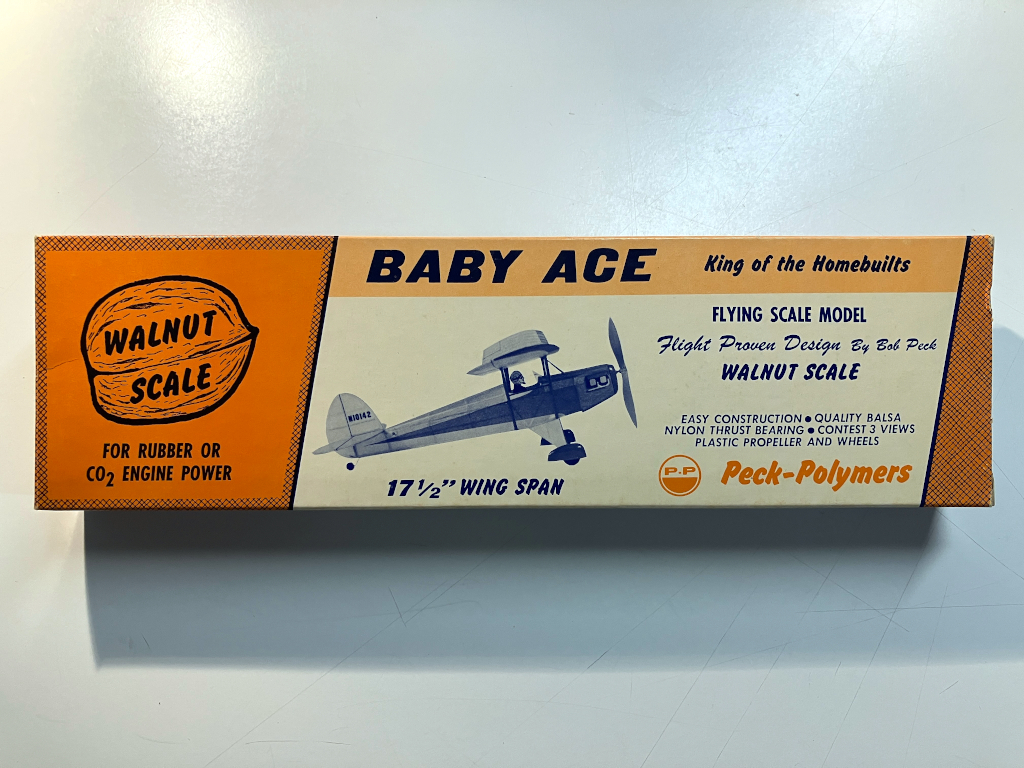 WALNUT
SCALE
FOR RUBBER OR
CO2 ENGINE POWER
BABY ACE
King of the Homebuilts
N10142
17 1/2" WING SPAN
FLYING SCALE MODEL
Flight Proven Design By Bob Peck
WALNUT SCALE
EASY CONSTRUCTION • QUALITY BALSA
NYLON THRUST BEARING • CONTEST 3 VIEWS
PLASTIC PROPELLER AND WHEELS
P-P
Peck-Polymers